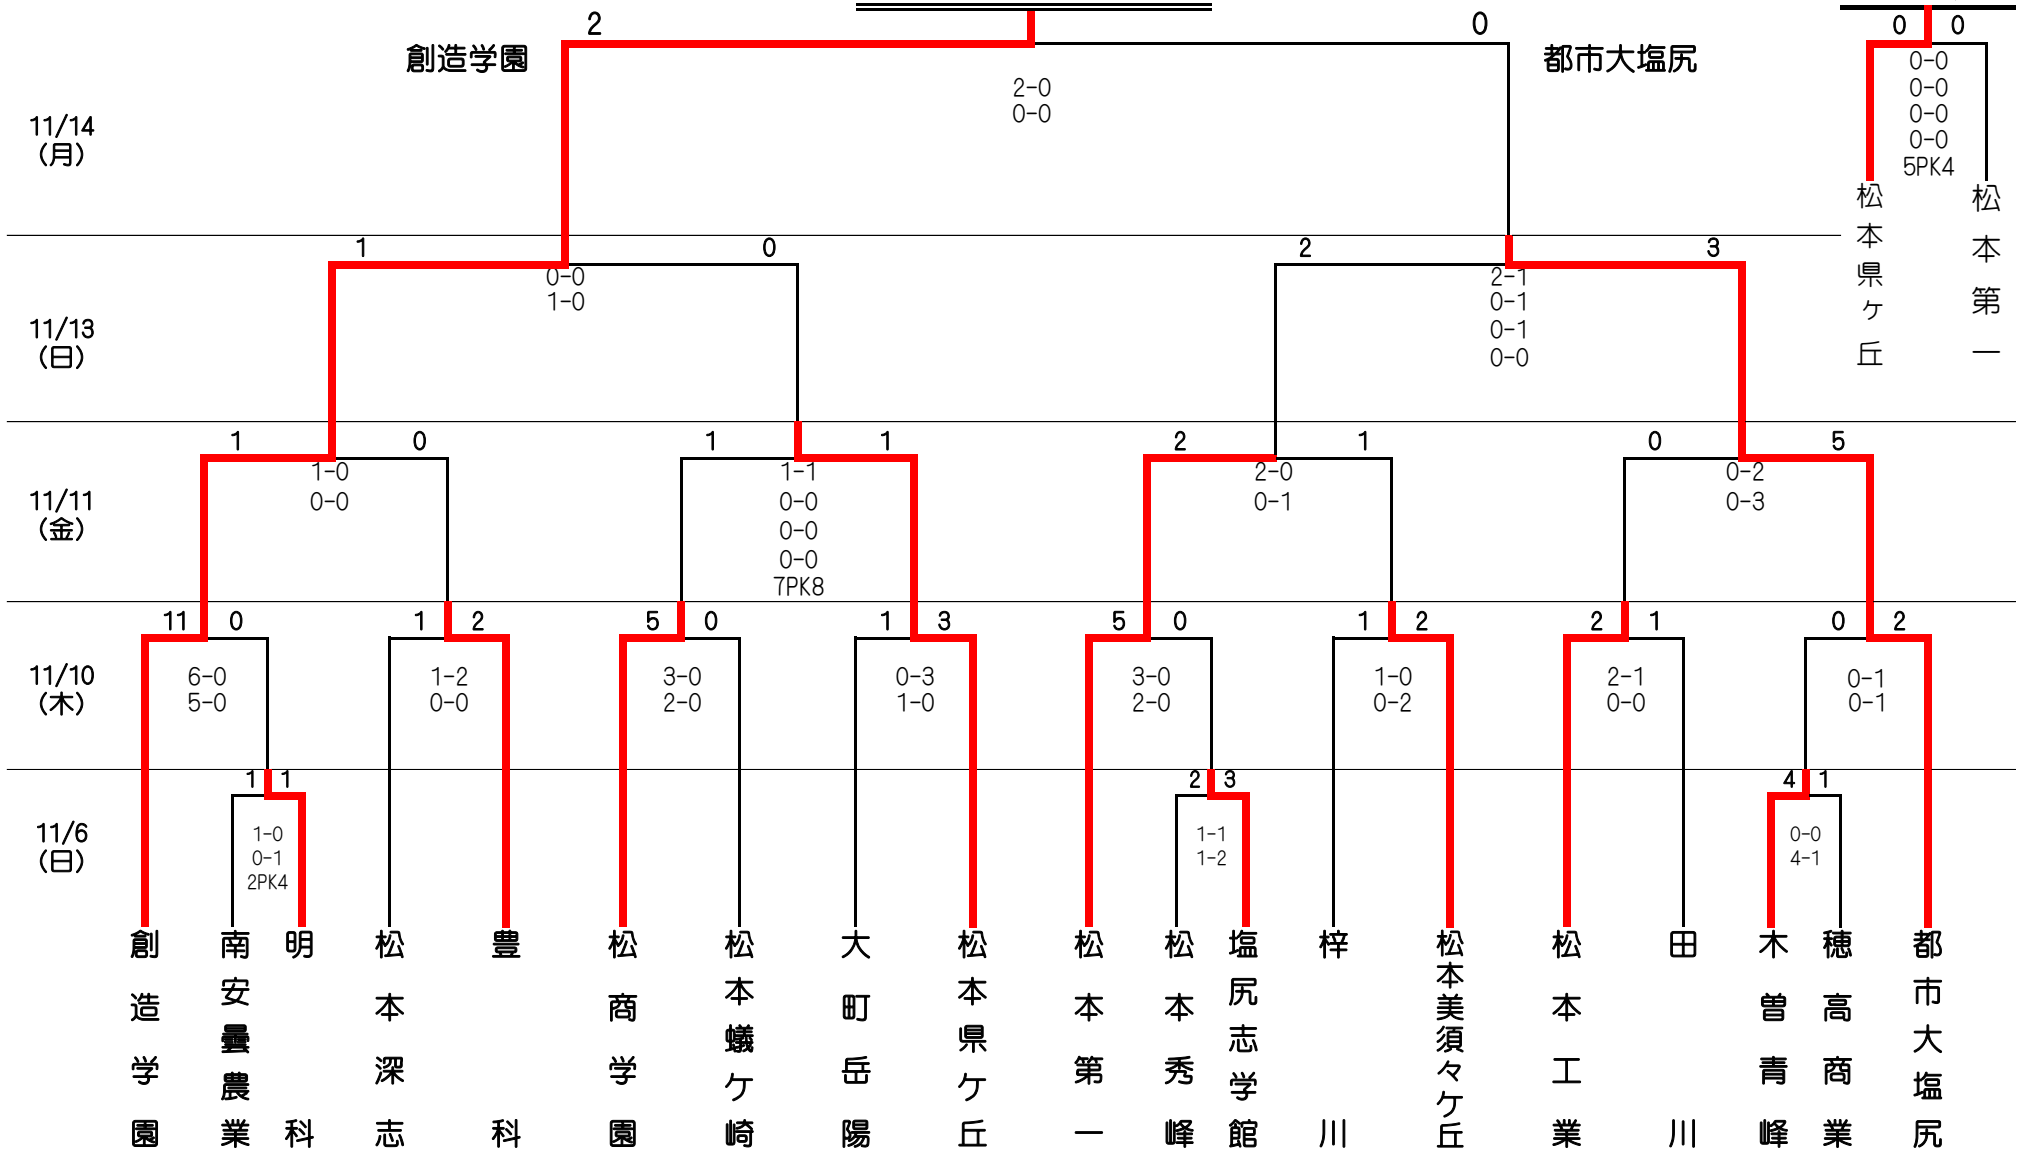 2 0 0 0
創造学園 都市大塩尻
2-0
0-0
0-0
0-0
0-0
0-0
5PK4
松本県ヶ丘 松本第一
11/14
(月)
1 0 2 3
0-0 2-1
1-0 0-1
0-1
0-0
11/13
(日)
1 0 1 1 2 1 0 5
1-0 1-1 2-0 0-2
0-0 0-0 0-1 0-3
0-0
0-0
7PK8
11/11
(金)
11 0 1 2 5 0 1 3 5 0 1 2 2 1 0 2
6-0 1-2 3-0 0-3 3-0 1-0 2-1 0-1
5-0 0-0 2-0 1-0 2-0 0-2 0-0 0-1
11/10
(木)
1 1 2 3 4 1
1-0 1-1 0-0
0-1 1-2 4-1
2PK4
11/6
(日)
創造学園
南安曇農業
明科
松本深志
豊科
松商学園
松本蟻ケ崎
大町岳陽
松本県ケ丘
松本第一
松本秀峰
塩尻志学館
梓川
松本美須々ケ丘
松本工業
田川
木曽青峰
穂高商業
都市大塩尻